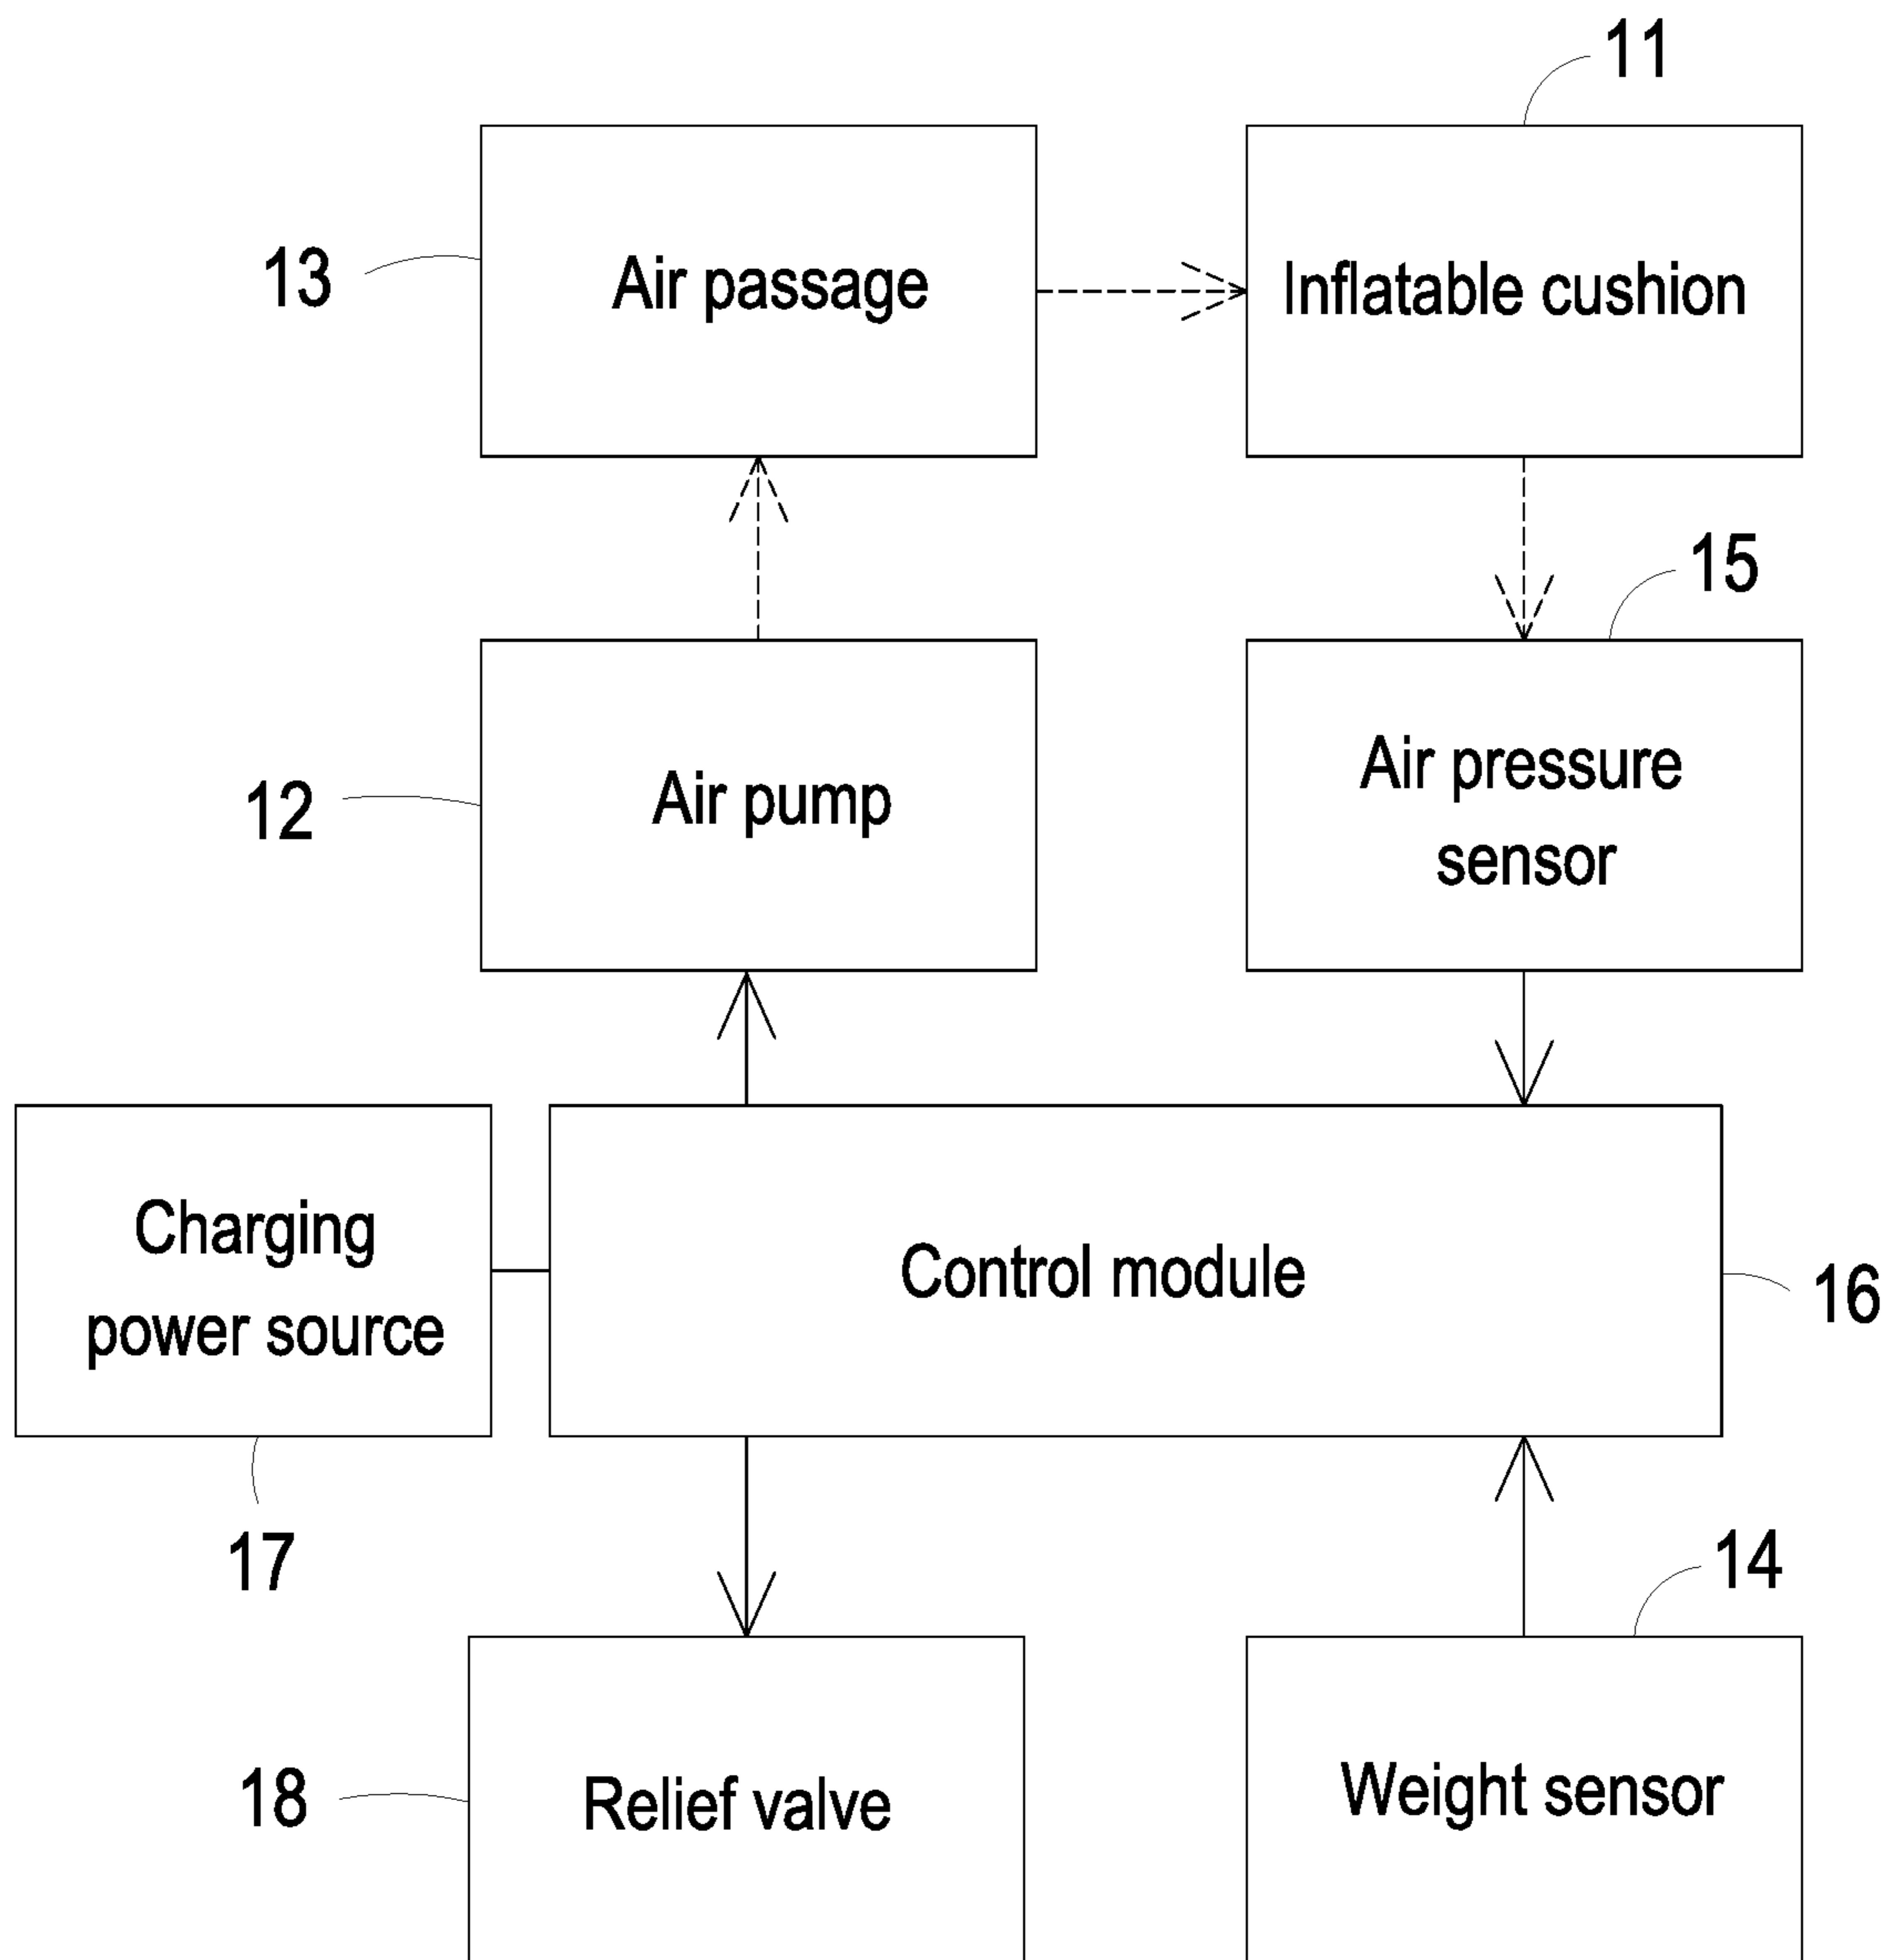 11
13
Air passage
Inflatable cushion
15
12
Air pump
Air pressure
sensor
Charging
power source
Control module
16
17
14
18
Relief valve
Weight sensor